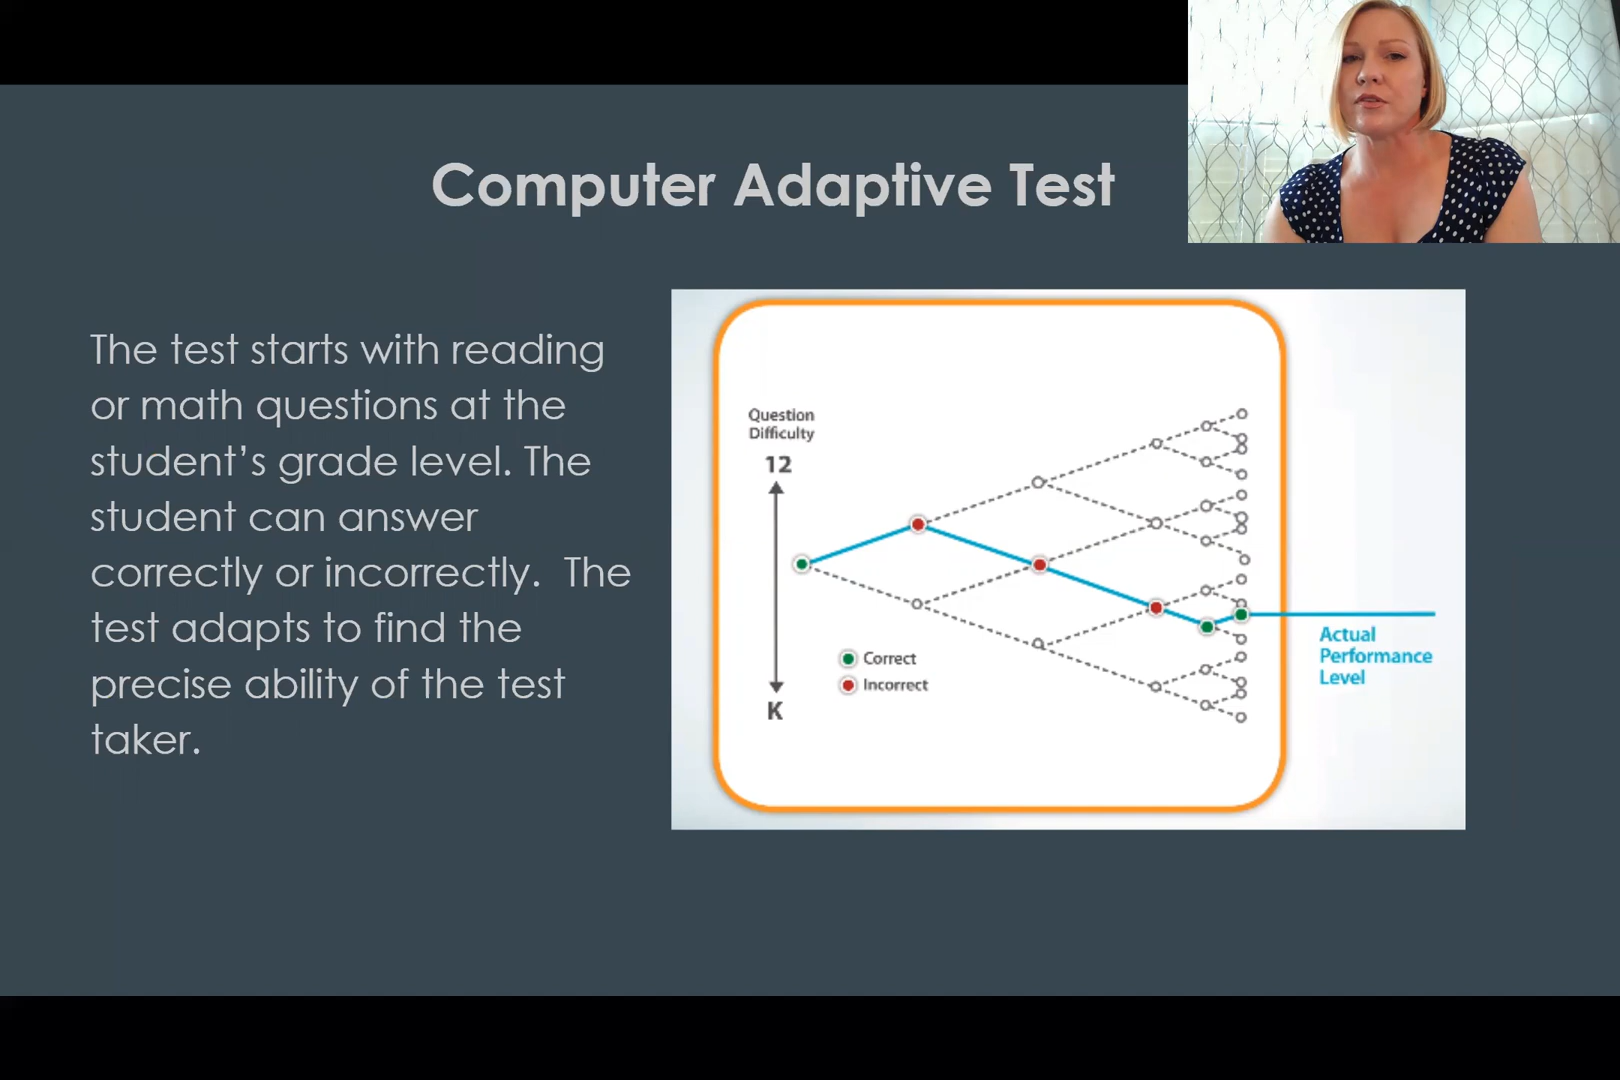 Computer Adaptive Test
The test starts with reading
or math questions at the
student’s grade level. The
student can answer
correctly or incorrectly.  The
test adapts to find the
precise ability of the test
taker.
Question
Difficulty
12
K
Correct
Incorrect
Actual
Performance
Level